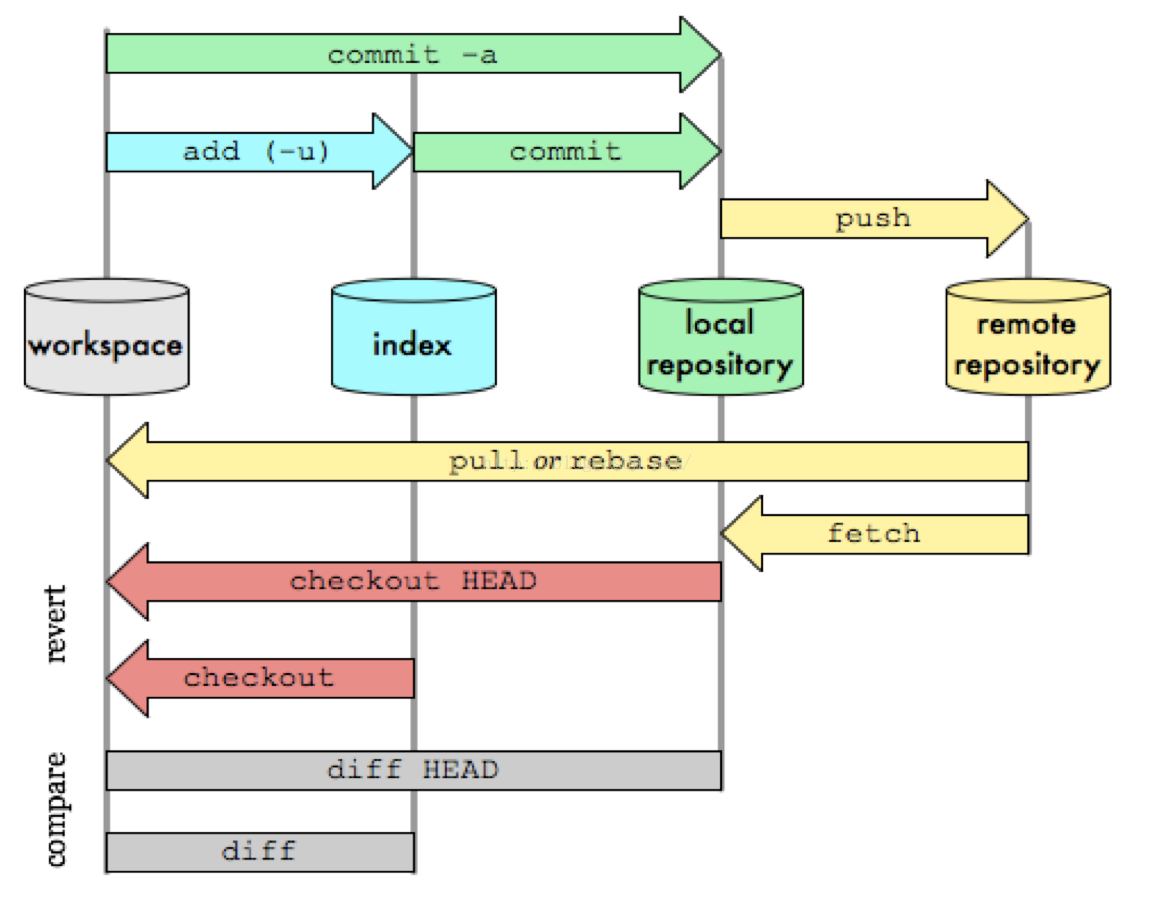 commit -a
add (-u)
commit
push
workspace
index
local
repository
remote
repository
pull or rebase
fetch
checkout HEAD
revert
checkout
diff HEAD
compare
diff